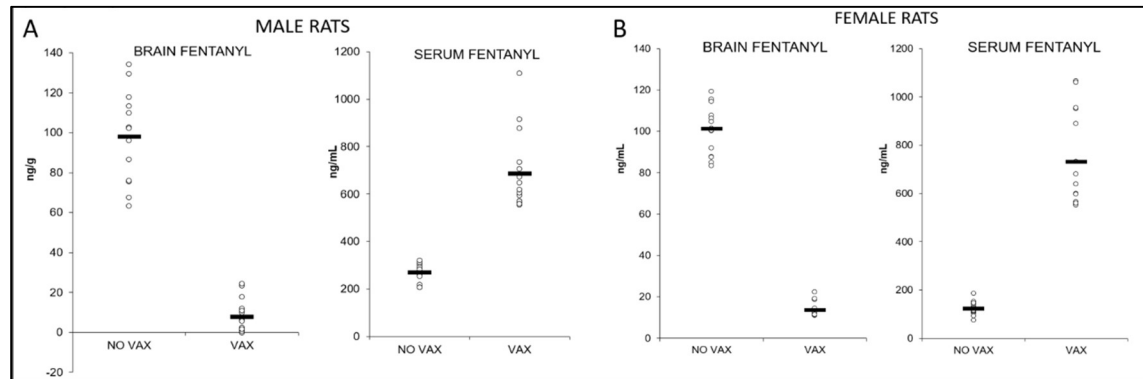 A
MALE RATS
BRAIN FENTANYL
ng/g
140
120
100
80
60
40
20
0
-20
NO VAX
VAX
SERUM FENTANYL
ng/mL
1200
1000
800
600
400
200
0
NO VAX
VAX
B
FEMALE RATS
BRAIN FENTANYL
ng/mL
140
120
100
80
60
40
20
0
NO VAX
VAX
SERUM FENTANYL
ng/mL
1200
1000
800
600
400
200
0
NO VAX
VAX